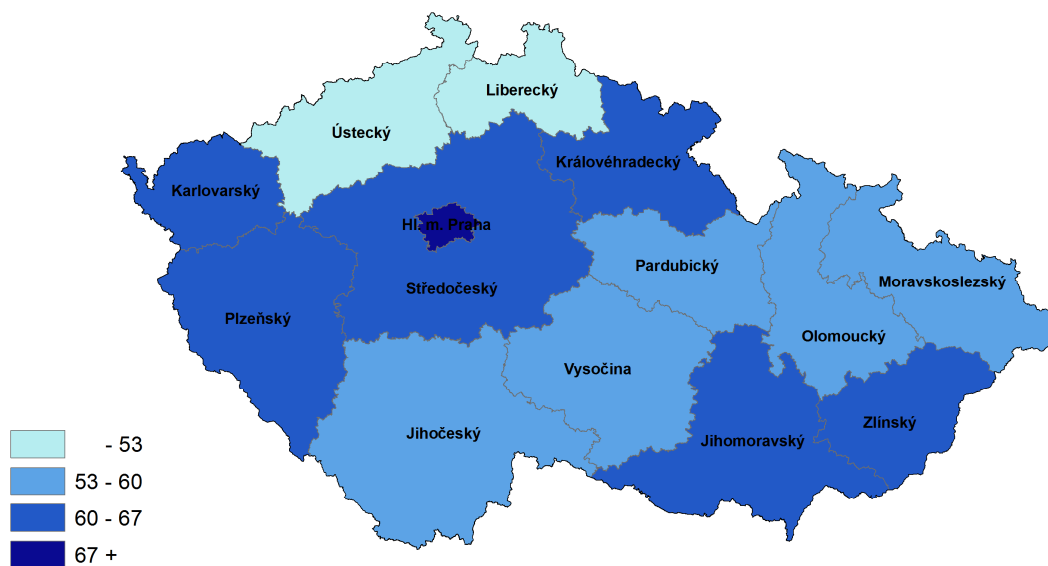 Liberecký
Ústecký
Královéhradecký
Karlovarský
Hl. m. Praha
Pardubický
Moravskoslezský
Středočeský
Plzeňský
Olomoucký
Vysočina
Zlínský
Jihočeský
Jihomoravský
- 53
53 - 60
60 - 67
67 +